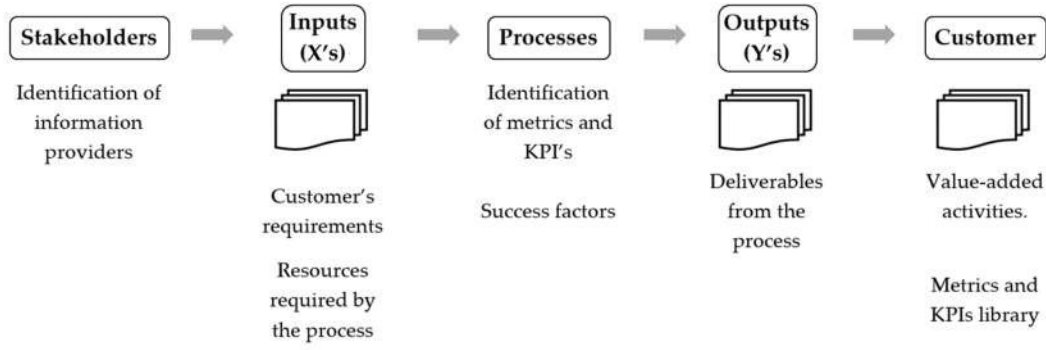 Stakeholders
Inputs
(X's)
Processes
Outputs
(Y's)
Customer
Identification of
information
providers
Customer's
requirements
Resources
required by
the process
Identification
of metrics and
KPI's
Success factors
Deliverables
from the
process
Value-added
activities.
Metrics and
KPIs library